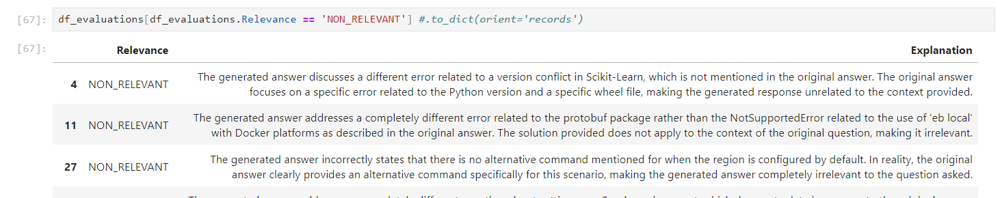 [67]: df_evaluations[df_evaluations.Relevance == 'NON_RELEVANT'] #.to_dict(orient='records')
[67]:
Relevance Explanation
The generated answer discusses a different error related to a version conflict in Scikit-Learn, which is not mentioned in the original answer. The original answer
4 NON_RELEVANT
focuses on a specific error related to the Python version and a specific wheel file, making the generated response unrelated to the context provided.
The generated answer addresses a completely different error related to the protobuf package rather than the NotSupportedError related to the use of 'eb local'
11 NON_RELEVANT
with Docker platforms as described in the original answer. The solution provided does not apply to the context of the original question, making it irrelevant.
The generated answer incorrectly states that there is no alternative command mentioned for when the region is configured by default. In reality, the original
27 NON_RELEVANT
answer clearly provides an alternative command specifically for this scenario, making the generated answer completely irrelevant to the question asked.